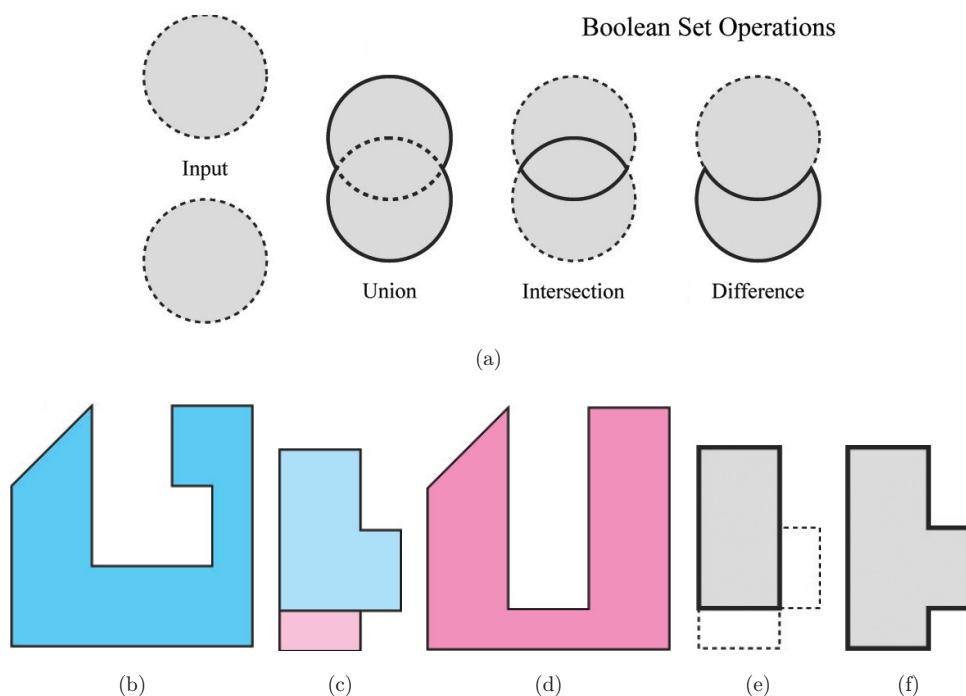 Boolean Set Operations
Input
Union
Intersection
Difference
(a)
(b)
(c)
(d)
(e)
(f)